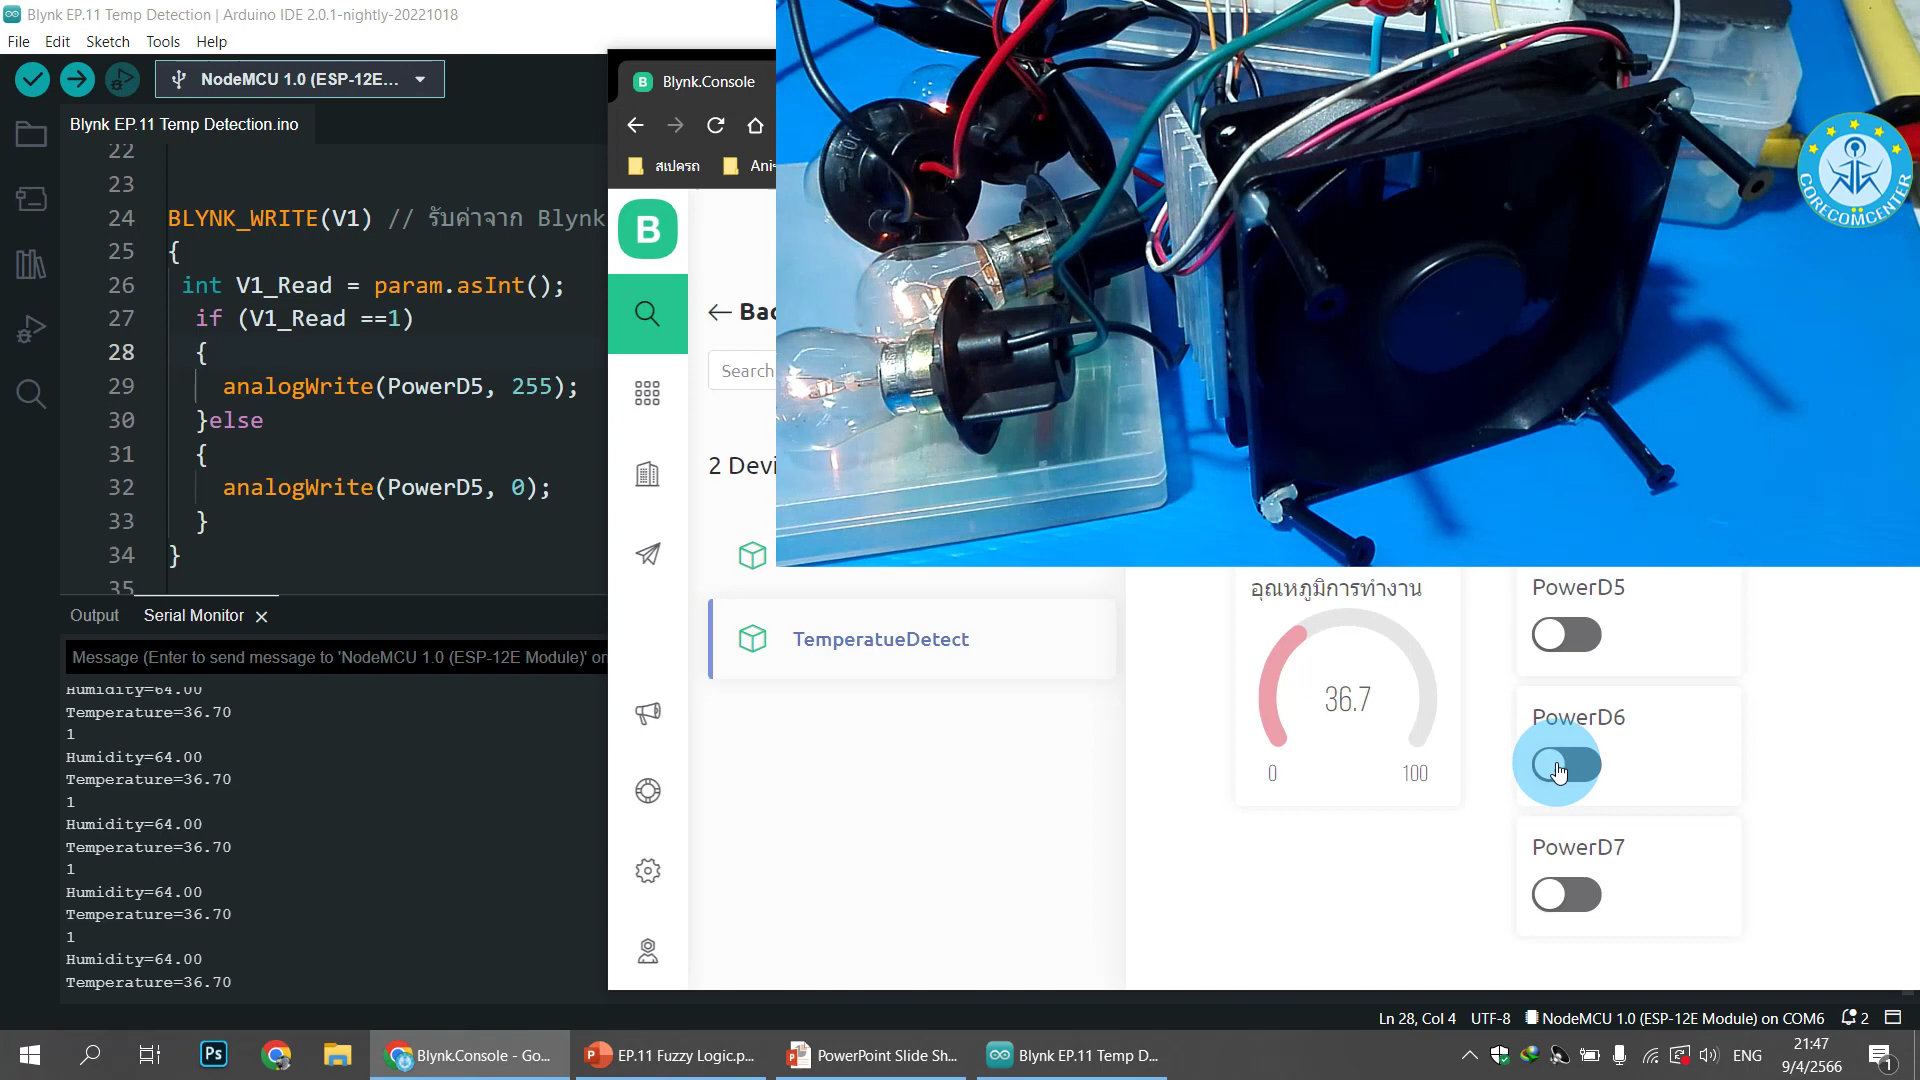 Blynk EP.11 Temp Detection | Arduino IDE 2.0.1-nightly-20221018
File Edit Sketch Tools Help
NodeMCU 1.0 (ESP-12E...
Blynk EP.11 Temp Detection.ino
22
23
24 BLYNK_WRITE(V1) // รับค่าจาก Blynk
25 {
26 int V1_Read = param.asInt();
27 if (V1_Read ==1)
28 {
29 analogWrite(PowerD5, 255);
30 }else
31 {
32 analogWrite(PowerD5, 0);
33 }
34 }
35
Output Serial Monitor
Message (Enter to send message to 'NodeMCU 1.0 (ESP-12E Module)' on
Humidity=64.00
Temperature=36.70
1
Humidity=64.00
Temperature=36.70
1
Humidity=64.00
Temperature=36.70
1
Humidity=64.00
Temperature=36.70
1
Humidity=64.00
Temperature=36.70
Blynk.Console
สเปครถ
B
Search
TemperatueDetect
CORECOMCENTER
อุณหภูมิการทำงาน
36.7
0 100
PowerD5
PowerD6
PowerD7
Ln 28, Col 4 UTF-8 NodeMCU 1.0 (ESP-12E Module) on COM6 2
Ps
Blynk.Console - Go...
EP.11 Fuzzy Logic.p...
PowerPoint Slide Sh...
Blynk EP.11 Temp D...
ENG
21:47
9/4/2566
1